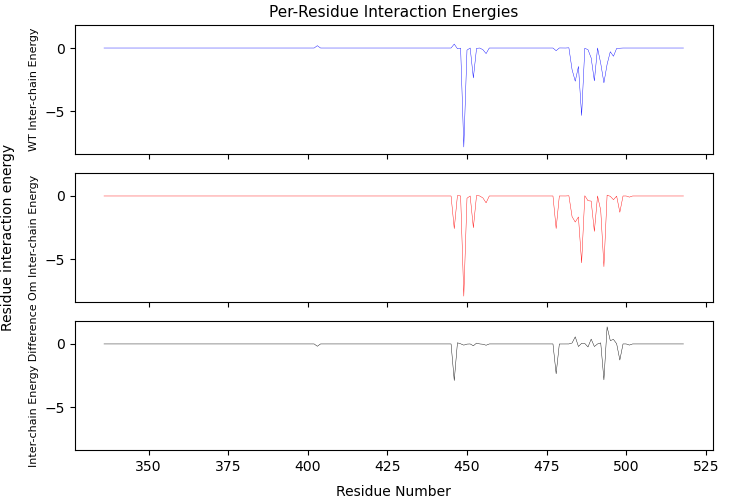 Per-Residue Interaction Energies
Residue interaction energy
WT Inter-chain Energy
0
−5
Om Inter-chain Energy
0
−5
Inter-chain Energy Difference
0
−5
350
375
400
425
450
475
500
525
Residue Number